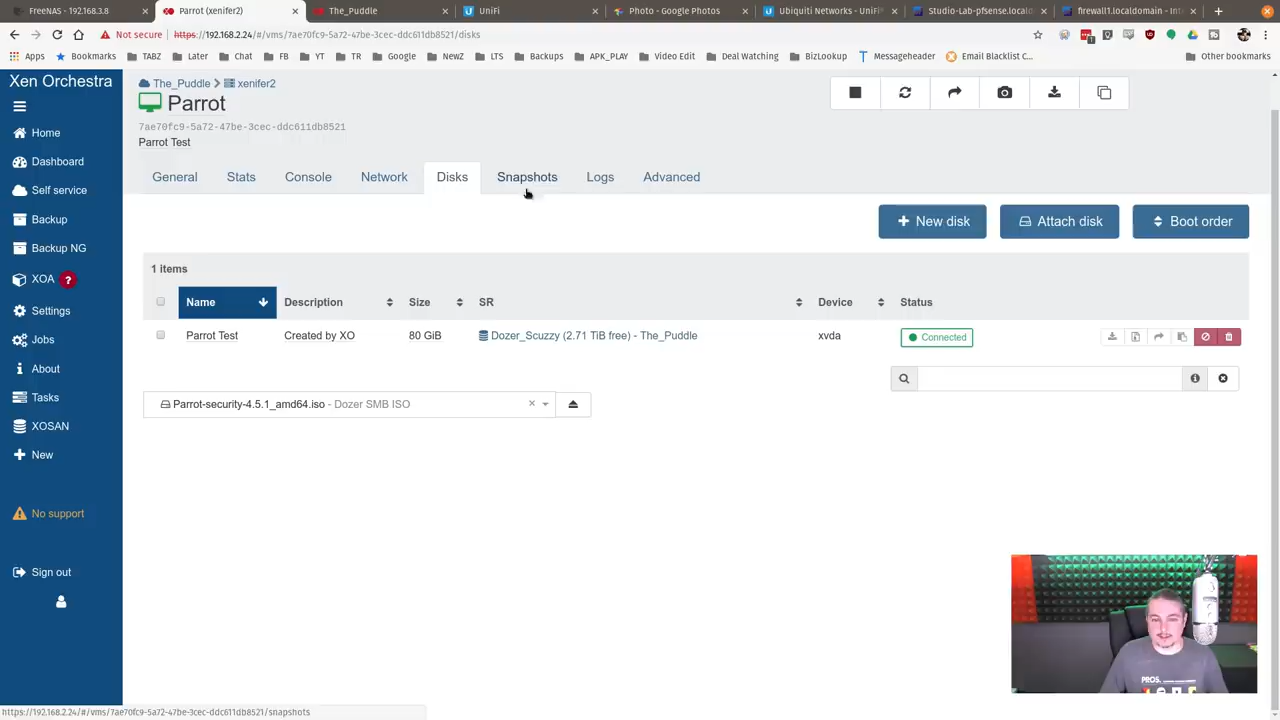 FreeNAS - 192.168.3.8
Parrot (xenifer2)
The_Puddle
UniFi
Photo - Google Photos
Ubiquiti Networks - UniFi P
Studio-Lab-pfsense.locald
firewall1.localdomain - Int
Not secure
https://192.168.2.24/#/vms/7ae70fc9-5a72-47be-3cec-ddc611db8521/disks
Apps
Bookmarks
TABZ
Later
Chat
FB
YT
TR
Google
NewZ
LTS
Backups
APK_PLAY
Video Edit
Deal Watching
BizLookup
Messageheader
Email Blacklist C...
Other bookmarks
Xen Orchestra
Home
Dashboard
Self service
Backup
Backup NG
XOA ?
Settings
Jobs
About
Tasks
XOSAN
New
No support
Sign out
The_Puddle > xenifer2
Parrot
7ae70fc9-5a72-47be-3cec-ddc611db8521
Parrot Test
General
Stats
Console
Network
Disks
Snapshots
Logs
Advanced
+ New disk
Attach disk
Boot order
1 items
Name
Description
Size
SR
Device
Status
Parrot Test
Created by XO
80 GiB
Dozer_Scuzzy (2.71 TiB free) - The_Puddle
xvda
Connected
Parrot-security-4.5.1_amd64.iso - Dozer SMB ISO
PROS.
https://192.168.2.24/#/vms/7ae70fc9-5a72-47be-3cec-ddc611db8521/snapshots